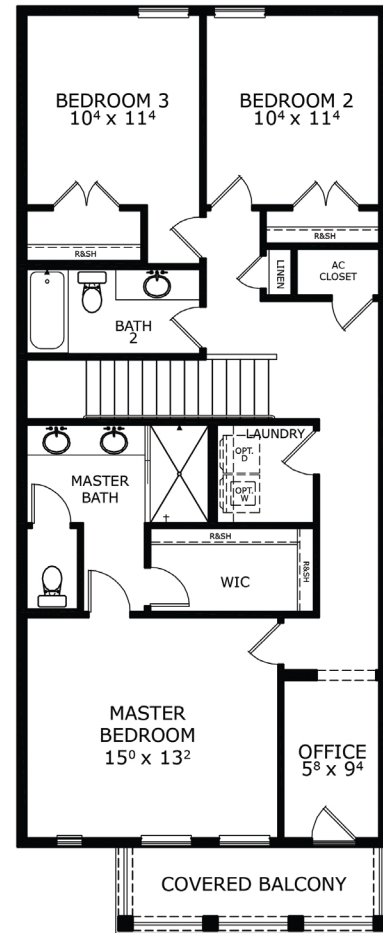 BEDROOM 3
10⁴ x 11⁴
BEDROOM 2
10⁴ x 11⁴
R&SH
R&SH
LINEN
AC
CLOSET
BATH
2
LAUNDRY
OPT.
D
OPT.
W
MASTER
BATH
R&SH
R&SH
WIC
MASTER
BEDROOM
15⁰ x 13²
OFFICE
5⁸ x 9⁴
COVERED BALCONY